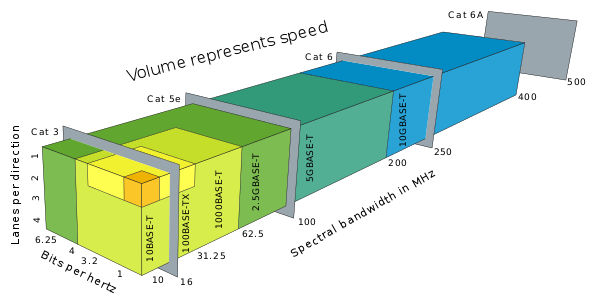 Volume represents speed
Cat 6A
Cat 6
Cat 5e
Cat 3
500
400
250
200
100
62.5
31.25
16
10
Spectral bandwidth in MHz
Lanes per direction
1
2
3
4
6.25
4
3.2
1
Bits per hertz
10BASE-T
100BASE-TX
1000BASE-T
2.5GBASE-T
5GBASE-T
10GBASE-T